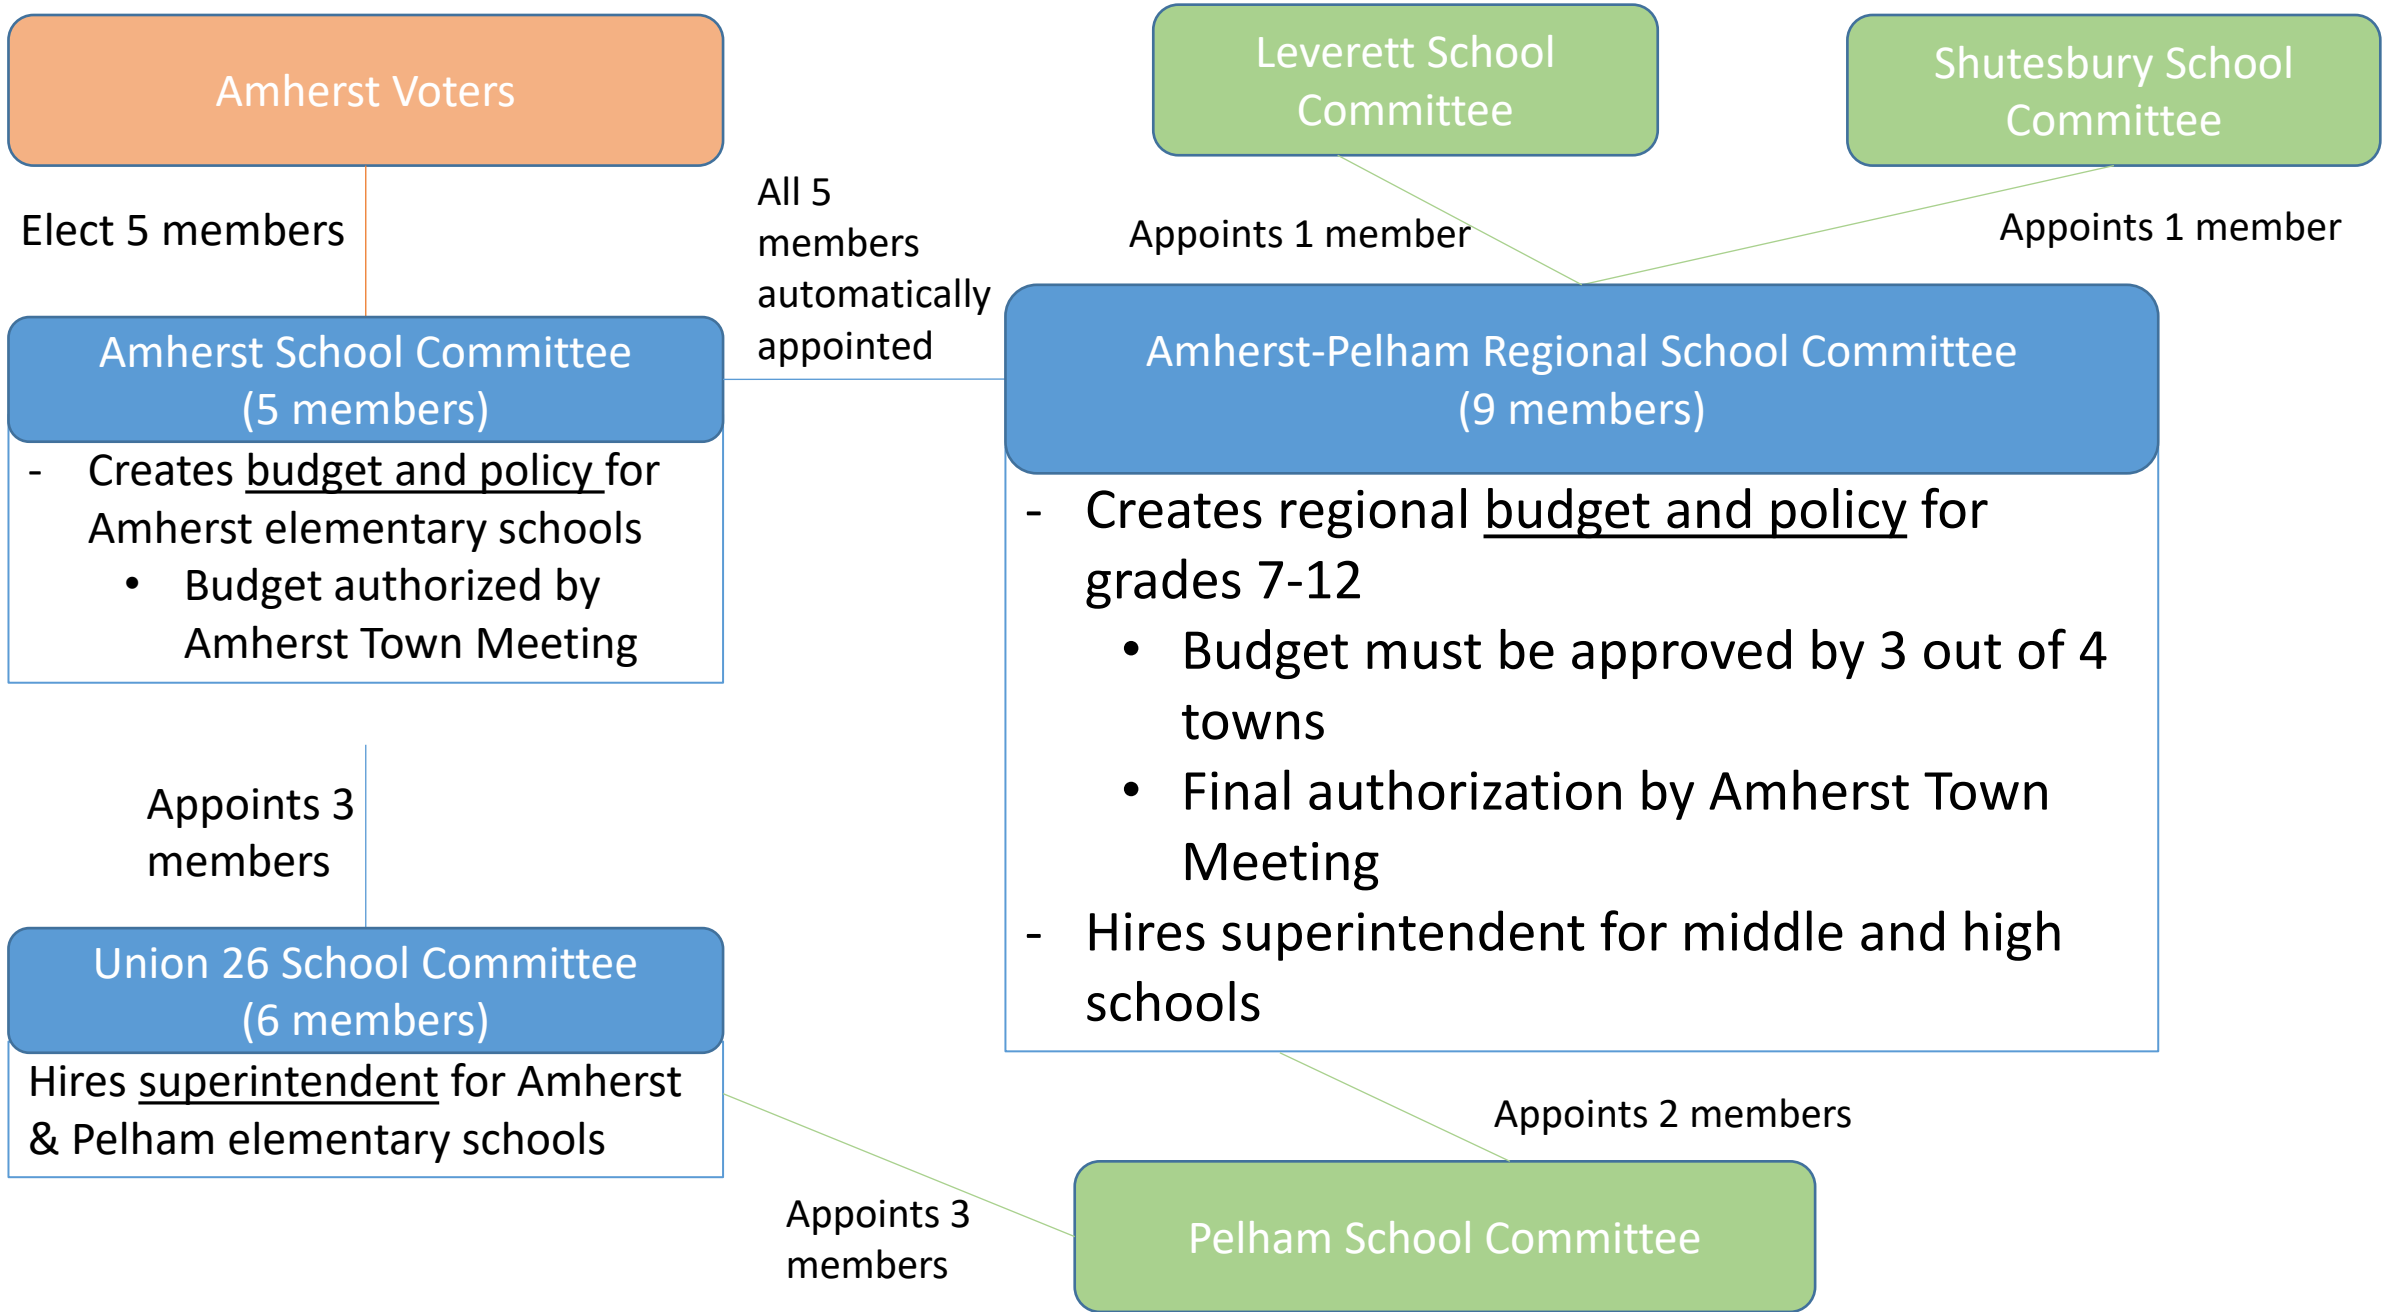 Amherst Voters
Elect 5 members
Amherst School Committee
(5 members)
- Creates budget and policy for
Amherst elementary schools
• Budget authorized by
Amherst Town Meeting
Appoints 3
members
Union 26 School Committee
(6 members)
Hires superintendent for Amherst
& Pelham elementary schools
All 5
members
automatically
appointed
Leverett School
Committee
Appoints 1 member
Shutesbury School
Committee
Appoints 1 member
Amherst-Pelham Regional School Committee
(9 members)
- Creates regional budget and policy for
grades 7-12
• Budget must be approved by 3 out of 4
towns
• Final authorization by Amherst Town
Meeting
- Hires superintendent for middle and high
schools
Appoints 2 members
Appoints 3
members
Pelham School Committee